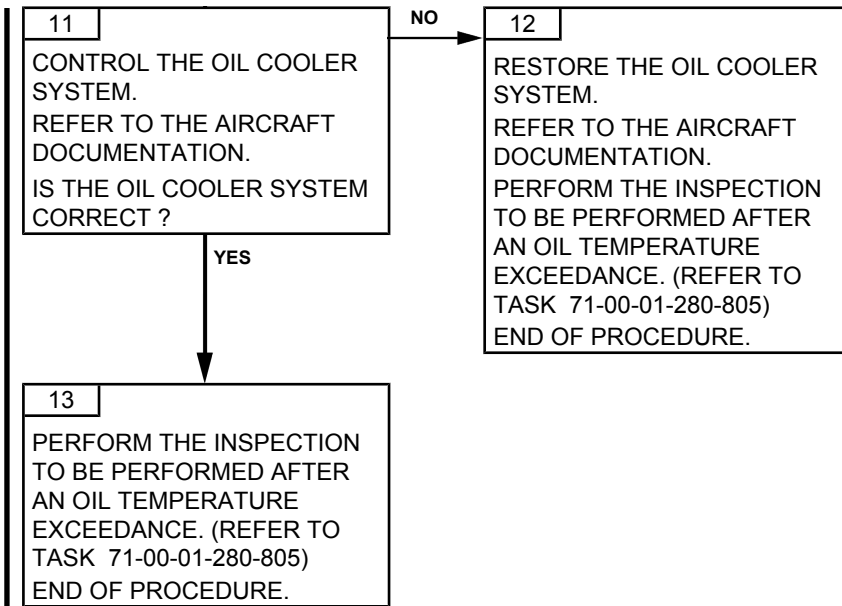 11
CONTROL THE OIL COOLER
SYSTEM.
REFER TO THE AIRCRAFT
DOCUMENTATION.
IS THE OIL COOLER SYSTEM
CORRECT ?
NO
12
RESTORE THE OIL COOLER
SYSTEM.
REFER TO THE AIRCRAFT
DOCUMENTATION.
PERFORM THE INSPECTION
TO BE PERFORMED AFTER
AN OIL TEMPERATURE
EXCEEDANCE. (REFER TO
TASK 71-00-01-280-805)
END OF PROCEDURE.
YES
13
PERFORM THE INSPECTION
TO BE PERFORMED AFTER
AN OIL TEMPERATURE
EXCEEDANCE. (REFER TO
TASK 71-00-01-280-805)
END OF PROCEDURE.